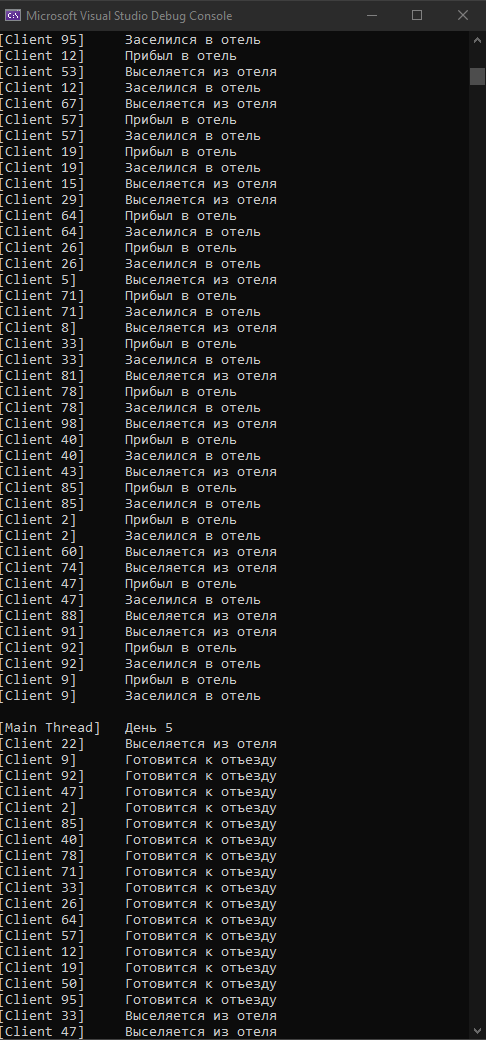 Microsoft Visual Studio Debug Console
[Client 95] Заселился в отель
[Client 12] Прибыл в отель
[Client 53] Выселяется из отеля
[Client 12] Заселился в отель
[Client 67] Выселяется из отеля
[Client 57] Прибыл в отель
[Client 57] Заселился в отель
[Client 19] Прибыл в отель
[Client 19] Заселился в отель
[Client 15] Выселяется из отеля
[Client 29] Выселяется из отеля
[Client 64] Прибыл в отель
[Client 64] Заселился в отель
[Client 26] Прибыл в отель
[Client 26] Заселился в отель
[Client 5] Выселяется из отеля
[Client 71] Прибыл в отель
[Client 71] Заселился в отель
[Client 8] Выселяется из отеля
[Client 33] Прибыл в отель
[Client 33] Заселился в отель
[Client 81] Выселяется из отеля
[Client 78] Прибыл в отель
[Client 78] Заселился в отель
[Client 98] Выселяется из отеля
[Client 40] Прибыл в отель
[Client 40] Заселился в отель
[Client 43] Выселяется из отеля
[Client 85] Прибыл в отель
[Client 85] Заселился в отель
[Client 2] Прибыл в отель
[Client 2] Заселился в отель
[Client 60] Выселяется из отеля
[Client 74] Выселяется из отеля
[Client 47] Прибыл в отель
[Client 47] Заселился в отель
[Client 88] Выселяется из отеля
[Client 91] Выселяется из отеля
[Client 92] Прибыл в отель
[Client 92] Заселился в отель
[Client 9] Прибыл в отель
[Client 9] Заселился в отель
[Main Thread] День 5
[Client 22] Выселяется из отеля
[Client 9] Готовится к отъезду
[Client 92] Готовится к отъезду
[Client 47] Готовится к отъезду
[Client 2] Готовится к отъезду
[Client 85] Готовится к отъезду
[Client 40] Готовится к отъезду
[Client 78] Готовится к отъезду
[Client 71] Готовится к отъезду
[Client 33] Готовится к отъезду
[Client 26] Готовится к отъезду
[Client 64] Готовится к отъезду
[Client 57] Готовится к отъезду
[Client 12] Готовится к отъезду
[Client 19] Готовится к отъезду
[Client 50] Готовится к отъезду
[Client 95] Готовится к отъезду
[Client 33] Выселяется из отеля
[Client 47] Выселяется из отеля